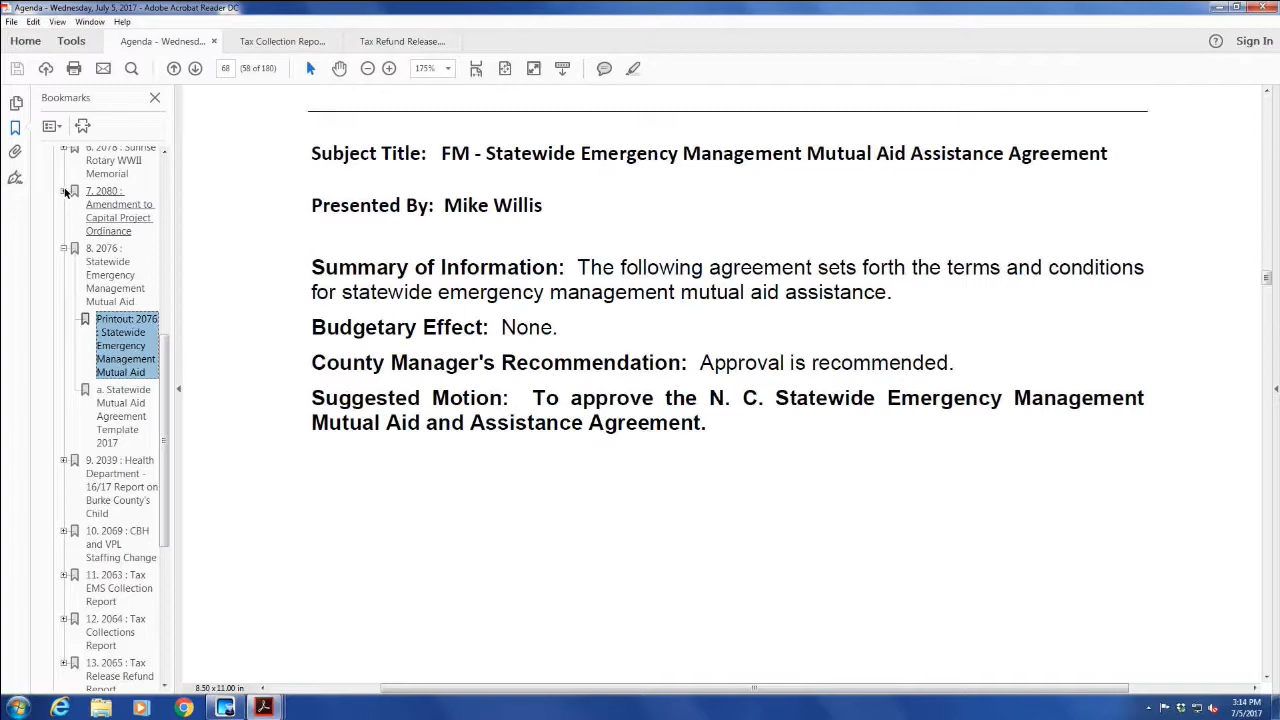 Agenda - Wednesday, July 5, 2017 - Adobe Acrobat Reader DC
File Edit View Window Help
Home Tools Agenda - Wednesd... × Tax Collection Repo... Tax Refund Release.... Sign In
68 (58 of 180) 175%
Bookmarks
6. 2078 : Sunrise
Rotary WWII
Memorial
7. 2080 :
Amendment to
Capital Project
Ordinance
8. 2076 :
Statewide
Emergency
Management
Mutual Aid
Printout: 2076
: Statewide
Emergency
Management
Mutual Aid
a. Statewide
Mutual Aid
Agreement
Template
2017
9. 2039 : Health
Department -
16/17 Report on
Burke County's
Child
10. 2069 : CBH
and VPL
Staffing Change
11. 2063 : Tax
EMS Collection
Report
12. 2064 : Tax
Collections
Report
13. 2065 : Tax
Release Refund
Report
Subject Title: FM - Statewide Emergency Management Mutual Aid Assistance Agreement
Presented By: Mike Willis
Summary of Information: The following agreement sets forth the terms and conditions
for statewide emergency management mutual aid assistance.
Budgetary Effect: None.
County Manager's Recommendation: Approval is recommended.
Suggested Motion: To approve the N. C. Statewide Emergency Management
Mutual Aid and Assistance Agreement.
8.50 x 11.00 in
3:14 PM
7/5/2017